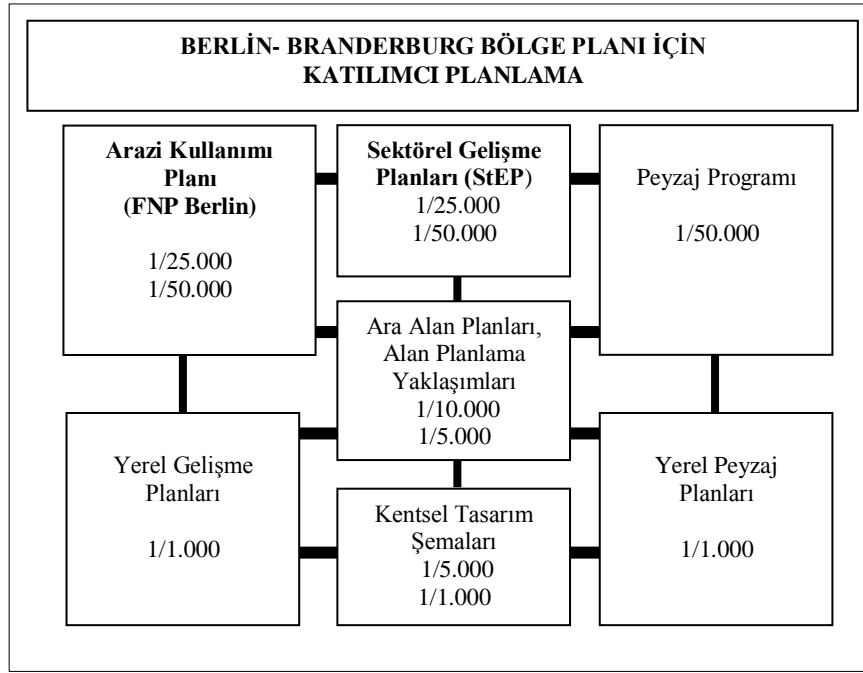 BERLİN- BRANDERBURG BÖLGE PLANI İÇİN
KATILIMCI PLANLAMA
Arazi Kullanımı
Planı
(FNP Berlin)
1/25.000
1/50.000
Sektörel Gelişme
Planları (StEP)
1/25.000
1/50.000
Peyzaj Programı
1/50.000
Ara Alan Planları,
Alan Planlama
Yaklaşımları
1/10.000
1/5.000
Yerel Gelişme
Planları
1/1.000
Kentsel Tasarım
Şemaları
1/5.000
1/1.000
Yerel Peyzaj
Planları
1/1.000